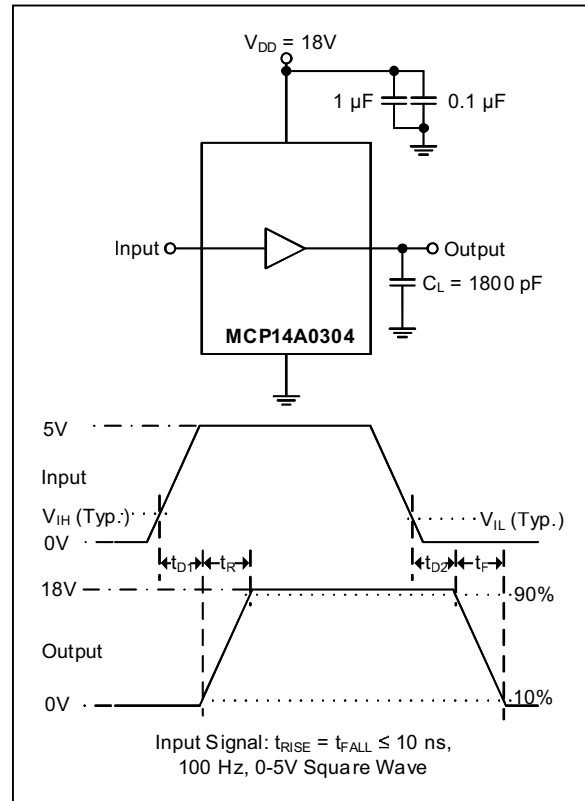 V_DD = 18V
1 µF
0.1 µF
Input
Output
C_L = 1800 pF
MCP14A0304
5V
Input
V_IH (Typ.)
V_IL (Typ.)
0V
t_D1
t_R
t_D2
t_F
18V
90%
Output
0V
10%
Input Signal: t_RISE = t_FALL ≤ 10 ns,
100 Hz, 0-5V Square Wave